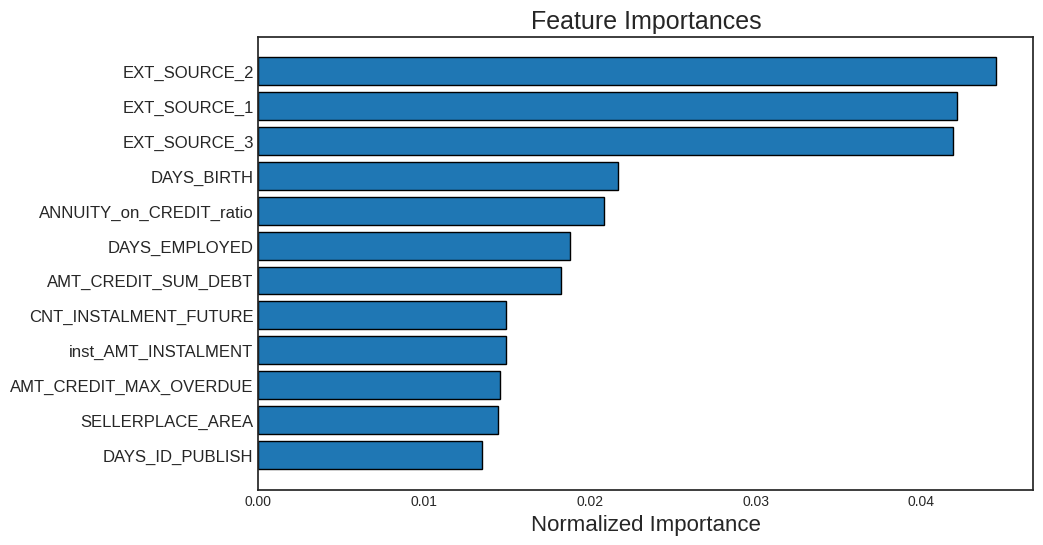 Feature Importances
EXT_SOURCE_2
EXT_SOURCE_1
EXT_SOURCE_3
DAYS_BIRTH
ANNUITY_on_CREDIT_ratio
DAYS_EMPLOYED
AMT_CREDIT_SUM_DEBT
CNT_INSTALMENT_FUTURE
inst_AMT_INSTALMENT
AMT_CREDIT_MAX_OVERDUE
SELLERPLACE_AREA
DAYS_ID_PUBLISH
0.00 0.01 0.02 0.03 0.04
Normalized Importance